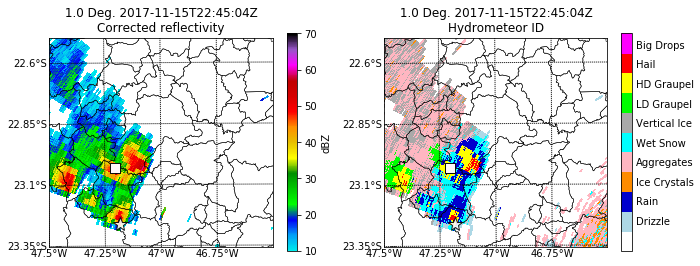 1.0 Deg. 2017-11-15T22:45:04Z
Corrected reflectivity
22.6°S
22.85°S
23.1°S
23.35°S
47.5°W
47.25°W
47.0°W
46.75°W
70
60
50
40
30
20
10
dBZ
1.0 Deg. 2017-11-15T22:45:04Z
Hydrometeor ID
22.6°S
22.85°S
23.1°S
23.35°S
47.5°W
47.25°W
47.0°W
46.75°W
Big Drops
Hail
HD Graupel
LD Graupel
Vertical Ice
Wet Snow
Aggregates
Ice Crystals
Rain
Drizzle